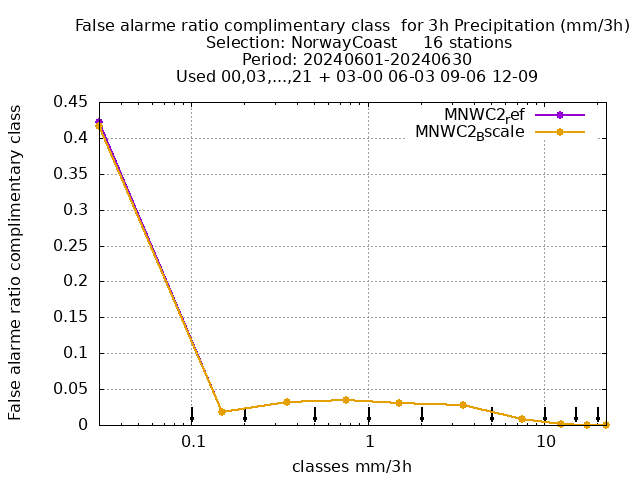 False alarme ratio complimentary class  for 3h Precipitation (mm/3h)
Selection: NorwayCoast     16 stations
Period: 20240601-20240630
Used 00,03,...,21 + 03-00 06-03 09-06 12-09
False alarme ratio complimentary class
0.45
0.4
0.35
0.3
0.25
0.2
0.15
0.1
0.05
0
MNWC2ref
MNWC2Bscale
0.1
1
10
classes mm/3h